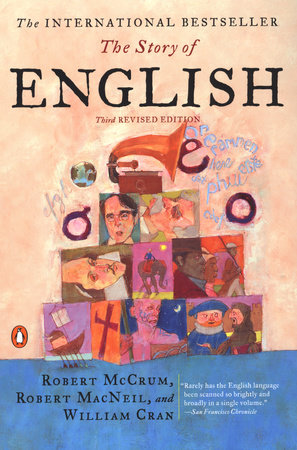 The INTERNATIONAL BESTSELLER
The Story of
ENGLISH
Third REVISED EDITION
ROBERT MCCRUM,
ROBERT MACNEIL, and
WILLIAM CRAN
"Rarely has the English language
been scanned so brightly and
broadly in a single volume."
—San Francisco Chronicle